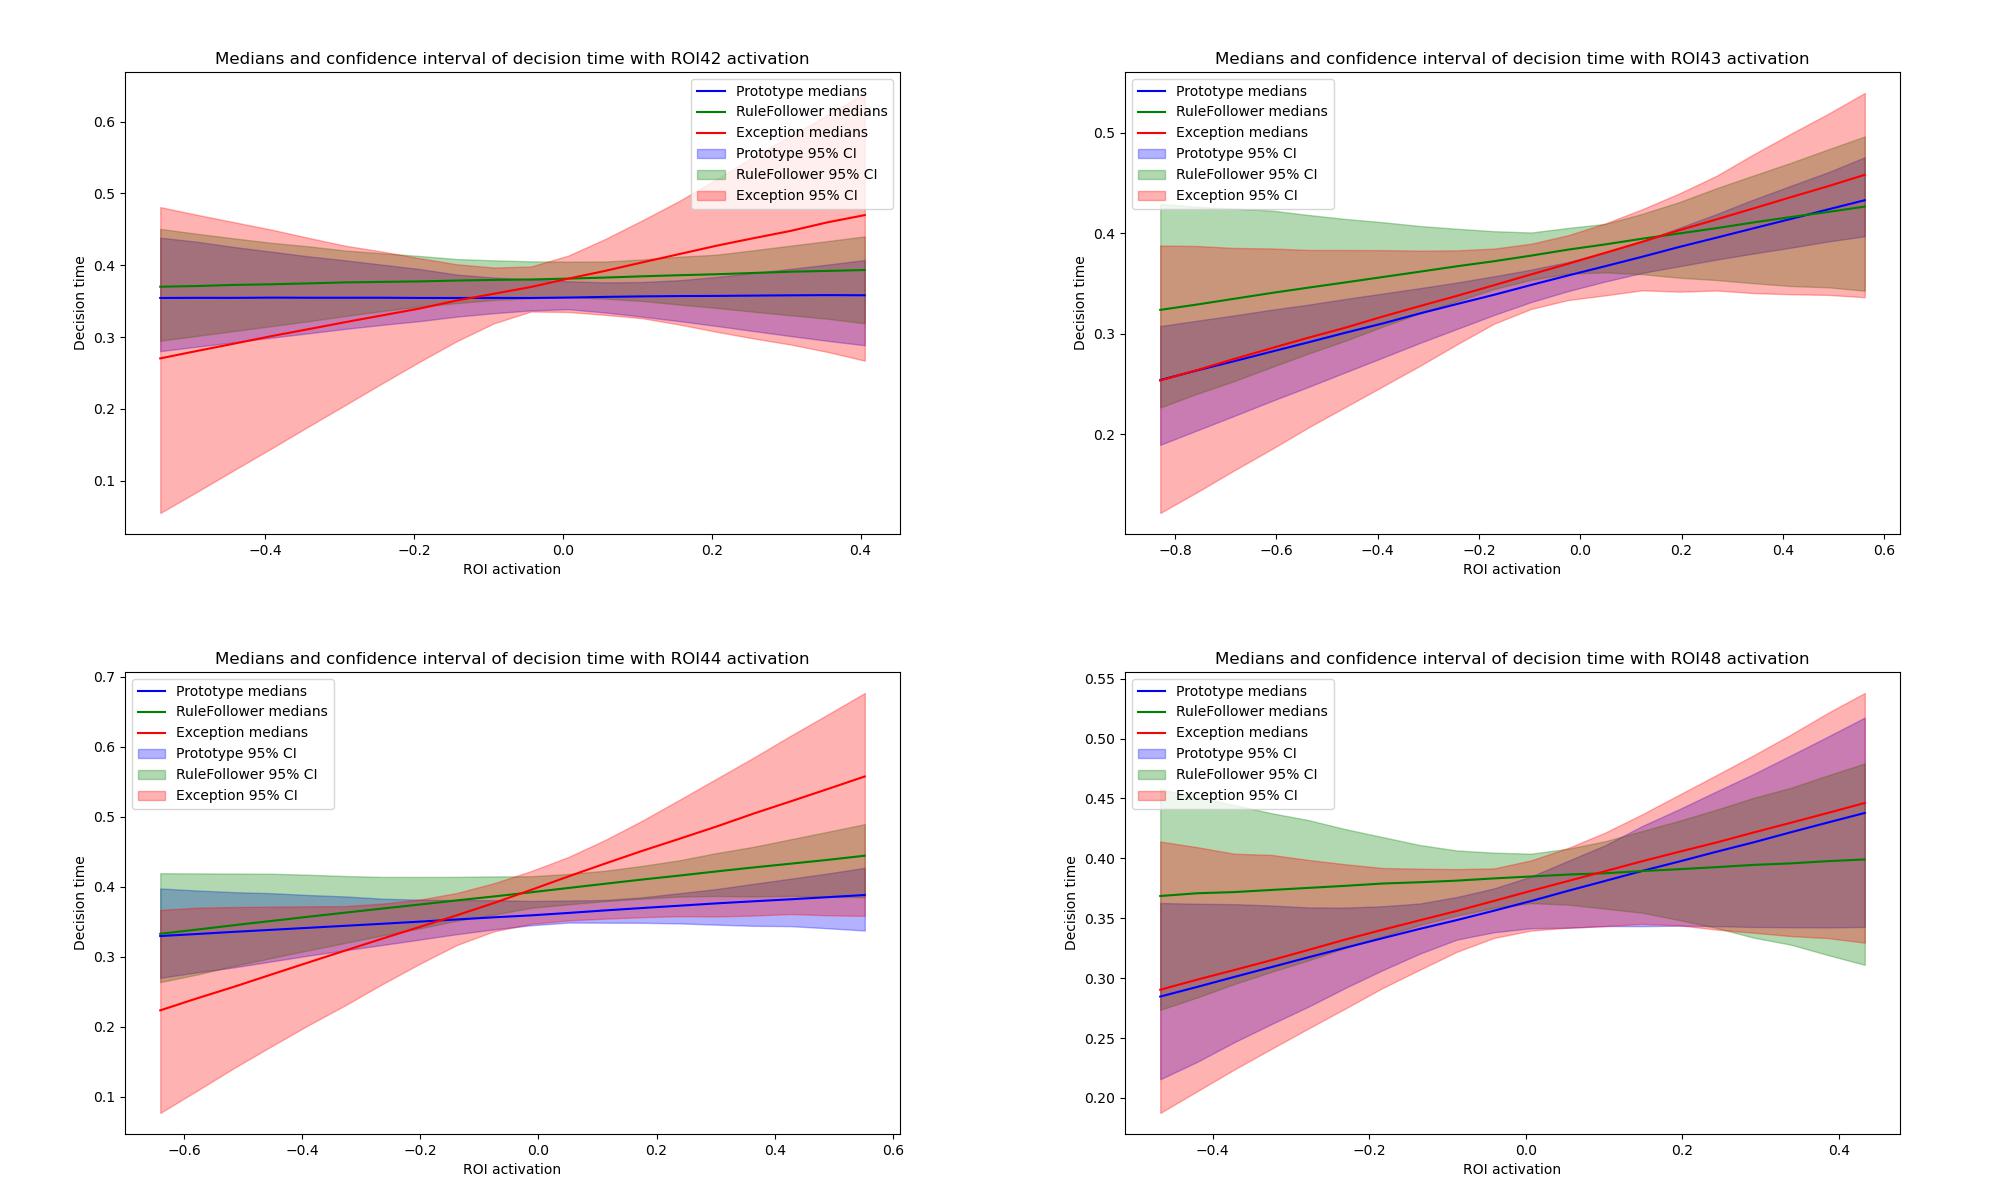 Medians and confidence interval of decision time with ROI42 activation
Prototype medians
RuleFollower medians
Exception medians
Prototype 95% CI
RuleFollower 95% CI
Exception 95% CI
Decision time
0.6
0.5
0.4
0.3
0.2
0.1
−0.4
−0.2
0.0
0.2
0.4
ROI activation
Medians and confidence interval of decision time with ROI43 activation
Prototype medians
RuleFollower medians
Exception medians
Prototype 95% CI
RuleFollower 95% CI
Exception 95% CI
Decision time
0.5
0.4
0.3
0.2
−0.8
−0.6
−0.4
−0.2
0.0
0.2
0.4
0.6
ROI activation
Medians and confidence interval of decision time with ROI44 activation
Prototype medians
RuleFollower medians
Exception medians
Prototype 95% CI
RuleFollower 95% CI
Exception 95% CI
Decision time
0.7
0.6
0.5
0.4
0.3
0.2
0.1
−0.6
−0.4
−0.2
0.0
0.2
0.4
0.6
ROI activation
Medians and confidence interval of decision time with ROI48 activation
Prototype medians
RuleFollower medians
Exception medians
Prototype 95% CI
RuleFollower 95% CI
Exception 95% CI
Decision time
0.55
0.50
0.45
0.40
0.35
0.30
0.25
0.20
−0.4
−0.2
0.0
0.2
0.4
ROI activation